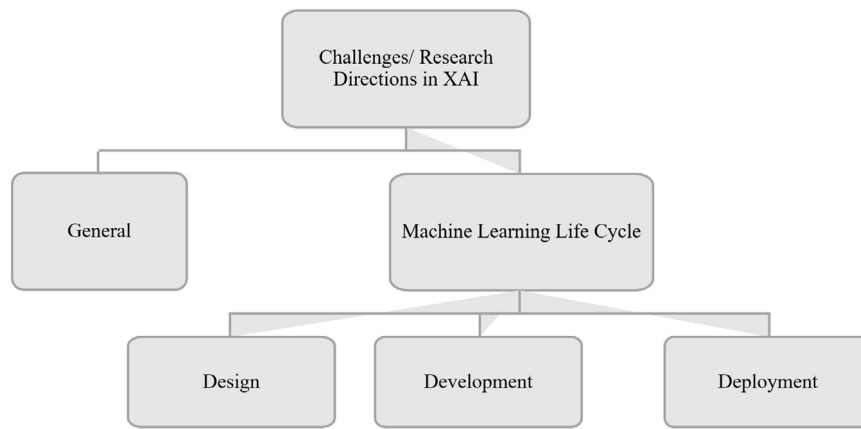 Challenges/ Research
Directions in XAI
General
Machine Learning Life Cycle
Design
Development
Deployment